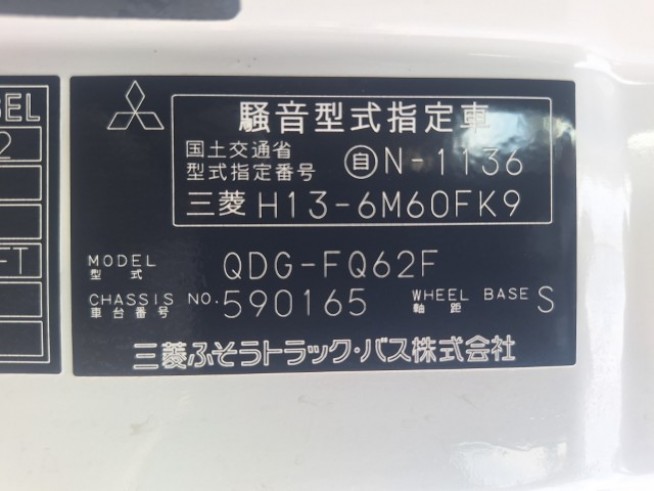 騒音型式指定車
国土交通省
型式指定番号 自N-1136
三菱 H13-6M60FK9
MODEL
型式 QDG-FQ62F
CHASSIS NO.
車台番号 590165 WHEEL BASE
軸距 S
三菱ふそうトラック・バス株式会社
BEL
2
-T